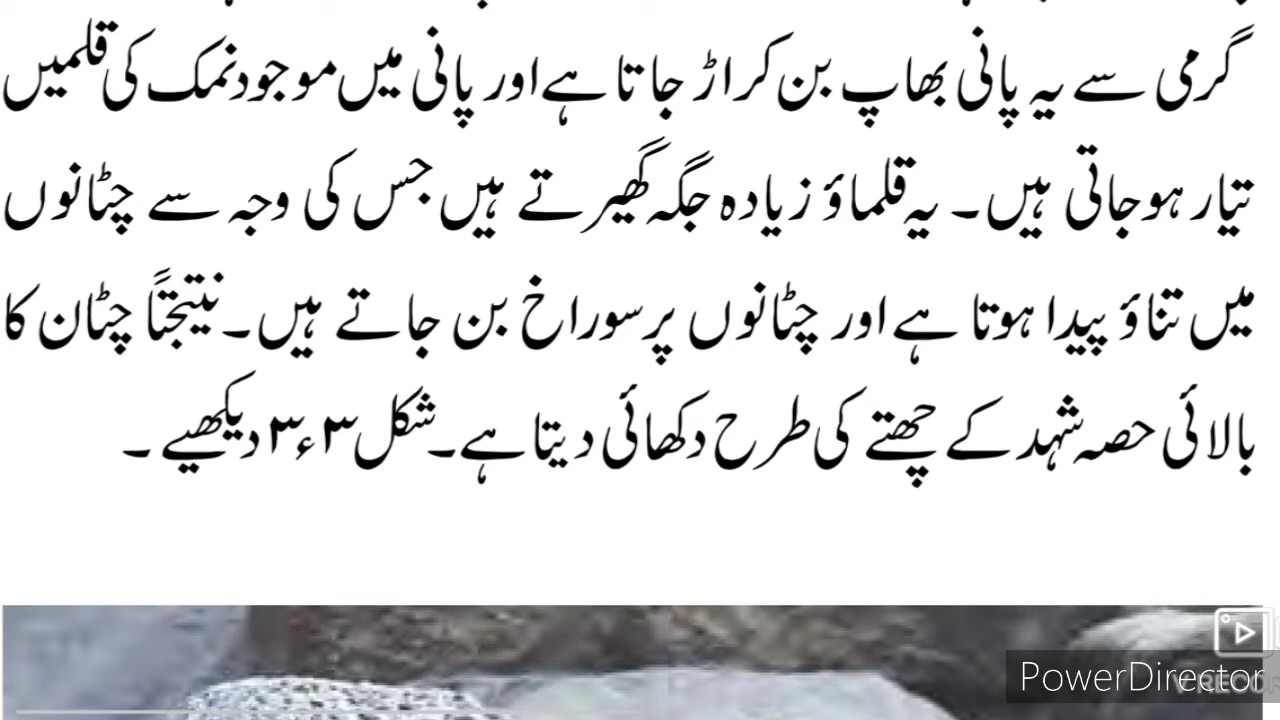 گرمی سے یہ پانی بھاپ بن کر اڑ جاتا ہے اور پانی میں موجود نمک کی قلمیں
تیار ہوجاتی ہیں۔ یہ قلماؤ زیادہ جگہ گھیرتے ہیں جس کی وجہ سے چٹانوں
میں تناؤ پیدا ہوتا ہے اور چٹانوں پر سوراخ بن جاتے ہیں۔ نتیجتاً چٹان کا
بالائی حصہ شہد کے چھتے کی طرح دکھائی دیتا ہے۔ شکل ۳ء۳ دیکھیے ۔
PowerDirector